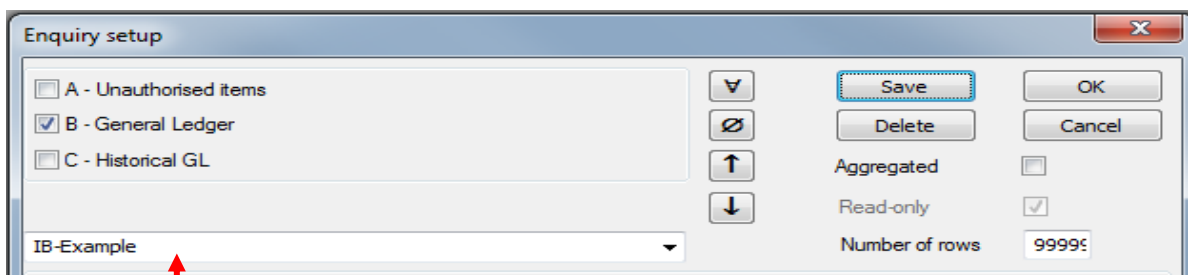 Enquiry setup
A - Unauthorised items
B - General Ledger
C - Historical GL
∀
Ø
↑
↓
Save
OK
Delete
Cancel
Aggregated
Read-only
IB-Example
Number of rows
99999